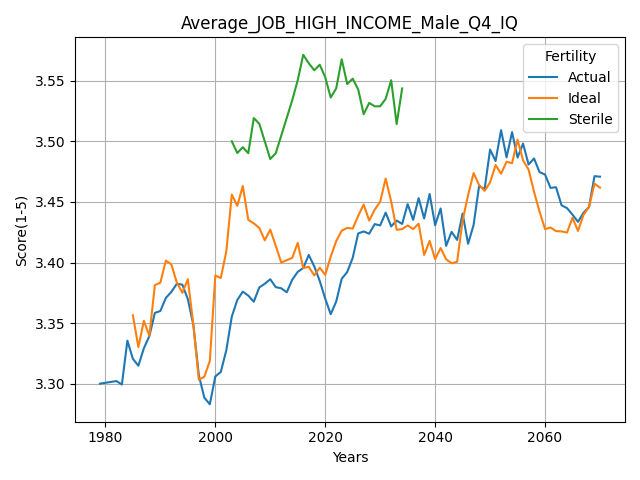 Average_JOB_HIGH_INCOME_Male_Q4_IQ
Fertility
Actual
Ideal
Sterile
Score(1-5)
3.55
3.50
3.45
3.40
3.35
3.30
1980 2000 2020 2040 2060
Years